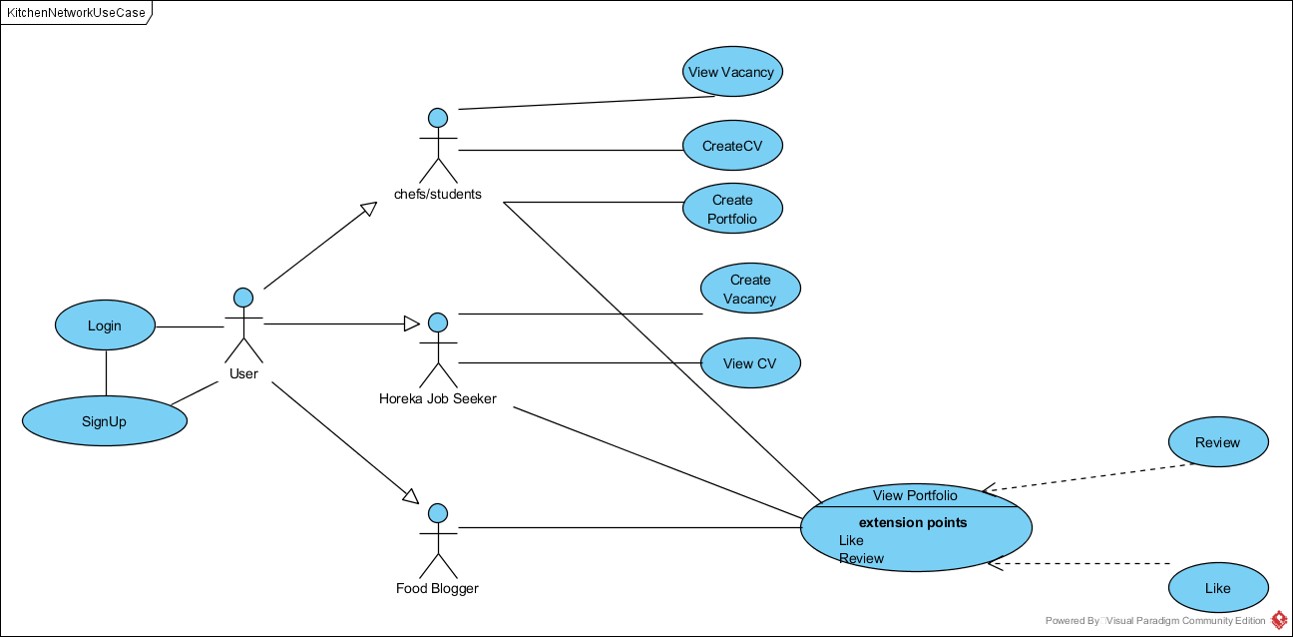 KitchenNetworkUseCase
View Vacancy
CreateCV
chefs/students
Create
Portfolio
Create
Vacancy
Login
User
View CV
Horeka Job Seeker
SignUp
Review
View Portfolio
extension points
Like
Review
Food Blogger
Like
Powered By Visual Paradigm Community Edition